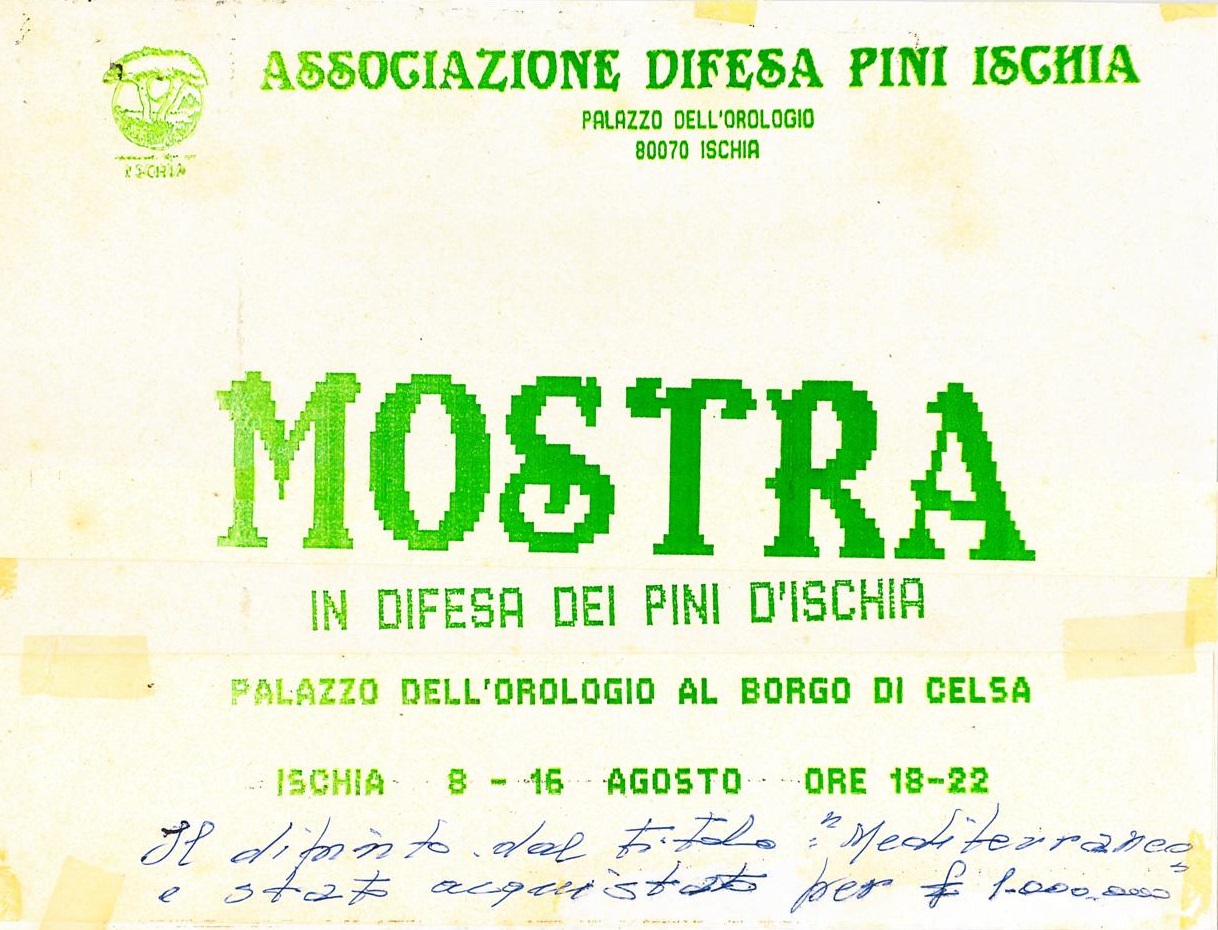 ASSOCIAZIONE DIFESA PINI ISCHIA
PALAZZO DELL'OROLOGIO
80070 ISCHIA
ISCHIA
MOSTRA
IN DIFESA DEI PINI D'ISCHIA
PALAZZO DELL'OROLOGIO AL BORGO DI CELSA
ISCHIA 8 - 16 AGOSTO ORE 18-22
Il dipinto dal titolo "Mediterraneo"
e stato acquistato per £ 1.000.000